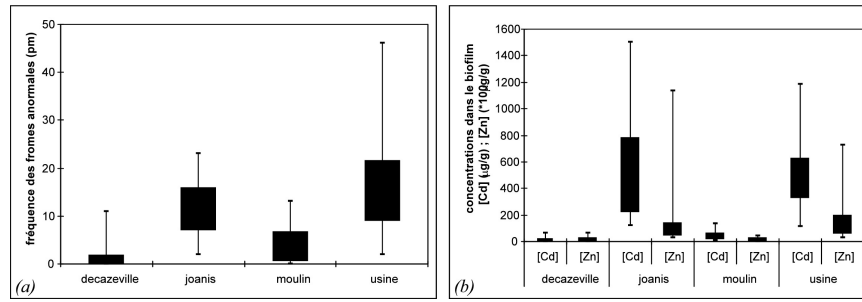 fréquence des fromes anormales (pm)
50
40
30
20
10
0
decazeville joanis moulin usine
(a)
concentrations dans le biofilm
[Cd] (µg/g) ; [Zn] (*100µg/g)
1600
1400
1200
1000
800
600
400
200
0
[Cd] [Zn] [Cd] [Zn] [Cd] [Zn] [Cd] [Zn]
decazeville joanis moulin usine
(b)